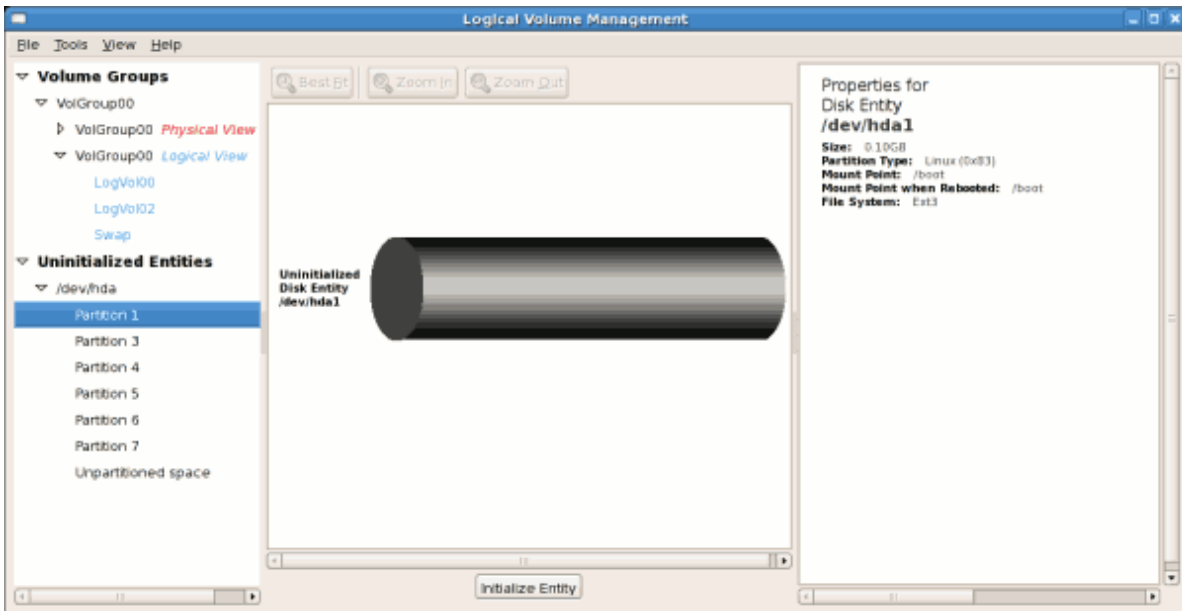 Logical Volume Management
File Tools View Help
Volume Groups
VolGroup00
VolGroup00 Physical View
VolGroup00 Logical View
LogVol00
LogVol02
Swap
Uninitialized Entities
/dev/hda
Partition 1
Partition 3
Partition 4
Partition 5
Partition 6
Partition 7
Unpartitioned space
Best Fit Zoom In Zoom Out
Uninitialized
Disk Entity
/dev/hda1
Initialize Entity
Properties for
Disk Entity
/dev/hda1
Size: 0.10GB
Partition Type: Linux (0x83)
Mount Point: /boot
Mount Point when Rebooted: /boot
File System: Ext3